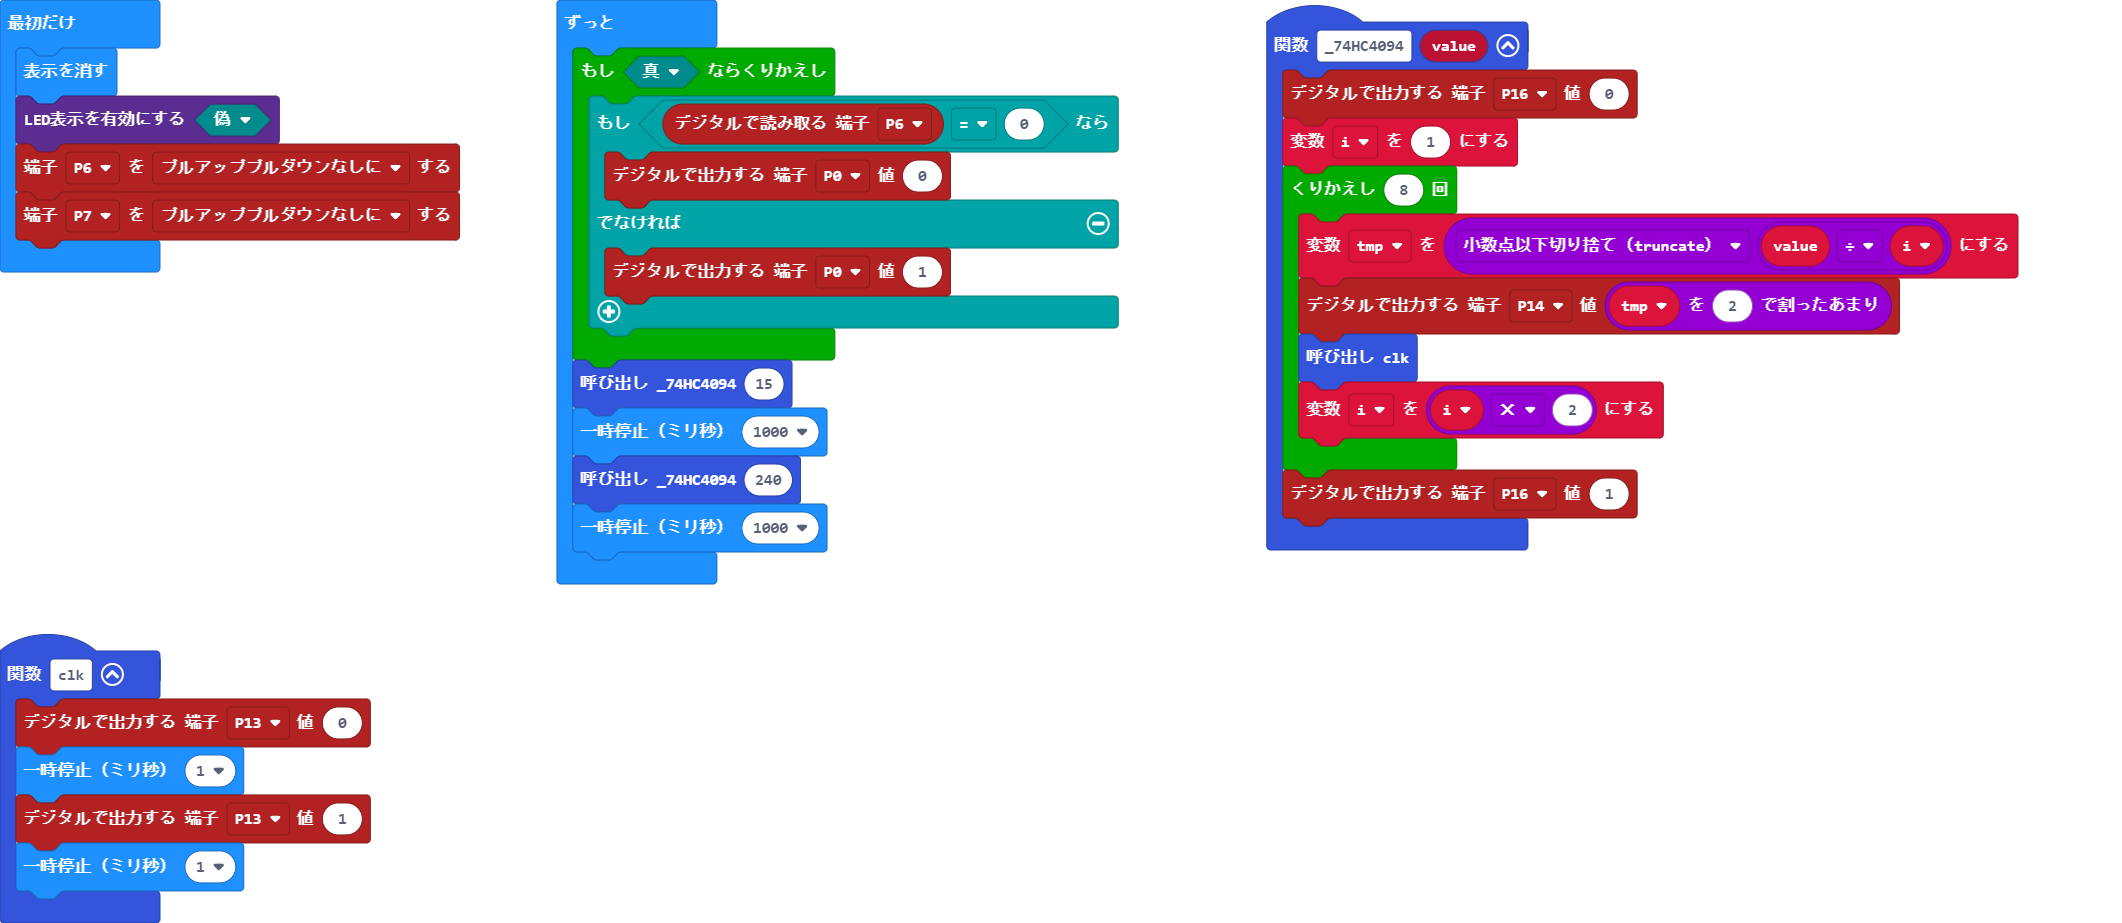 最初だけ
表示を消す
LED表示を有効にする 偽
端子 P6 を プルアッププルダウンなしに する
端子 P7 を プルアッププルダウンなしに する
ずっと
もし 真 ならくりかえし
もし デジタルで読み取る 端子 P6 = 0 なら
デジタルで出力する 端子 P0 値 0
でなければ
デジタルで出力する 端子 P0 値 1
呼び出し _74HC4094 15
一時停止（ミリ秒） 1000
呼び出し _74HC4094 240
一時停止（ミリ秒） 1000
関数 _74HC4094 value
デジタルで出力する 端子 P16 値 0
変数 i を 1 にする
くりかえし 8 回
変数 tmp を 小数点以下切り捨て（truncate） value ÷ i にする
デジタルで出力する 端子 P14 値 tmp を 2 で割ったあまり
呼び出し clk
変数 i を i × 2 にする
デジタルで出力する 端子 P16 値 1
関数 clk
デジタルで出力する 端子 P13 値 0
一時停止（ミリ秒） 1
デジタルで出力する 端子 P13 値 1
一時停止（ミリ秒） 1